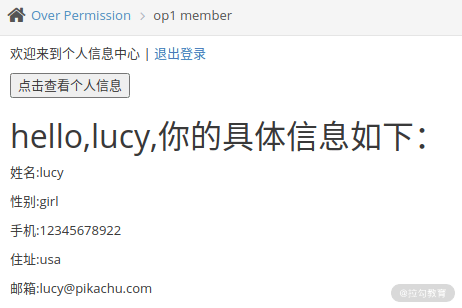 Over Permission > op1 member
欢迎来到个人信息中心 | 退出登录
点击查看个人信息
hello,lucy,你的具体信息如下：
姓名:lucy
性别:girl
手机:12345678922
住址:usa
邮箱:lucy@pikachu.com
@拉勾教育